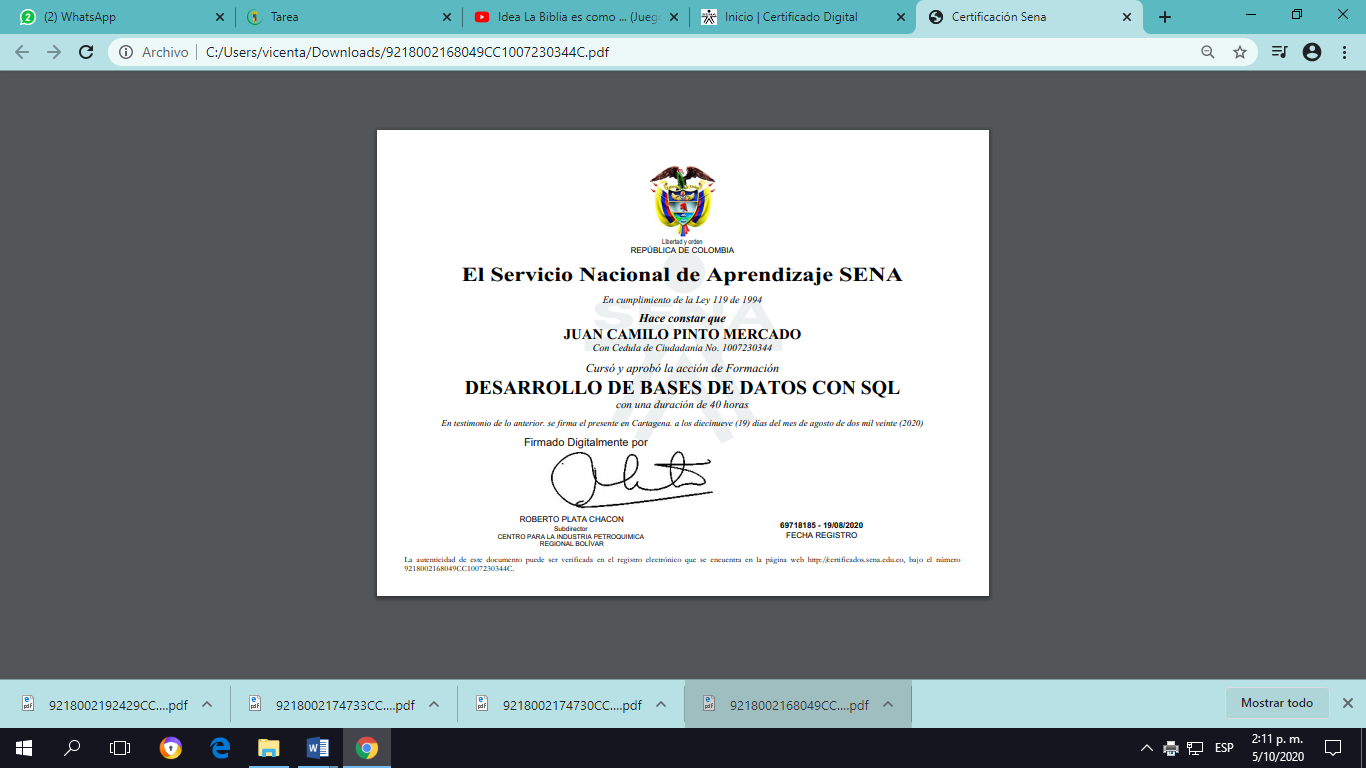 (2) WhatsApp
Tarea
Idea La Biblia es como ... (Jueg
Inicio | Certificado Digital
Certificación Sena
Archivo
C:/Users/vicenta/Downloads/9218002168049CC1007230344C.pdf
Libertad y orden
REPÚBLICA DE COLOMBIA
El Servicio Nacional de Aprendizaje SENA
En cumplimiento de la Ley 119 de 1994
SENA
Hace constar que
JUAN CAMILO PINTO MERCADO
Con Cedula de Ciudadania No. 1007230344
Cursó y aprobó la acción de Formación
DESARROLLO DE BASES DE DATOS CON SQL
con una duración de 40 horas
En testimonio de lo anterior. se firma el presente en Cartagena. a los diecinueve (19) dias del mes de agosto de dos mil veinte (2020)
Firmado Digitalmente por
ROBERTO PLATA CHACON
Subdirector
CENTRO PARA LA INDUSTRIA PETROQUIMICA
REGIONAL BOLÍVAR
69718185 - 19/08/2020
FECHA REGISTRO
La autenticidad de este documento puede ser verificada en el registro electrónico que se encuentra en la página web http://certificados.sena.edu.co, bajo el número
9218002168049CC1007230344C.
9218002192429CC....pdf
9218002174733CC....pdf
9218002174730CC....pdf
9218002168049CC....pdf
Mostrar todo
ESP
2:11 p. m.
5/10/2020